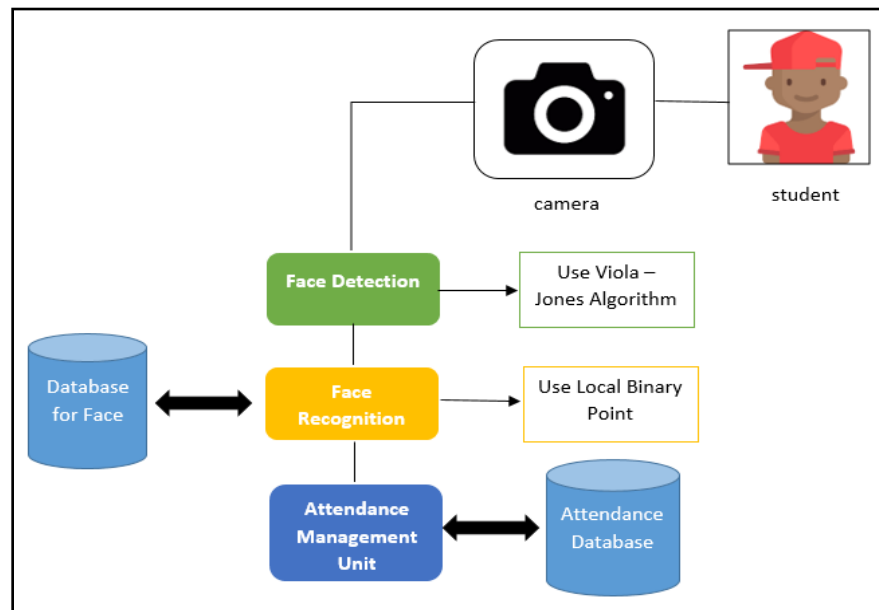 camera
student
Face Detection
Use Viola –
Jones Algorithm
Database
for Face
Face
Recognition
Use Local Binary
Point
Attendance
Management
Unit
Attendance
Database